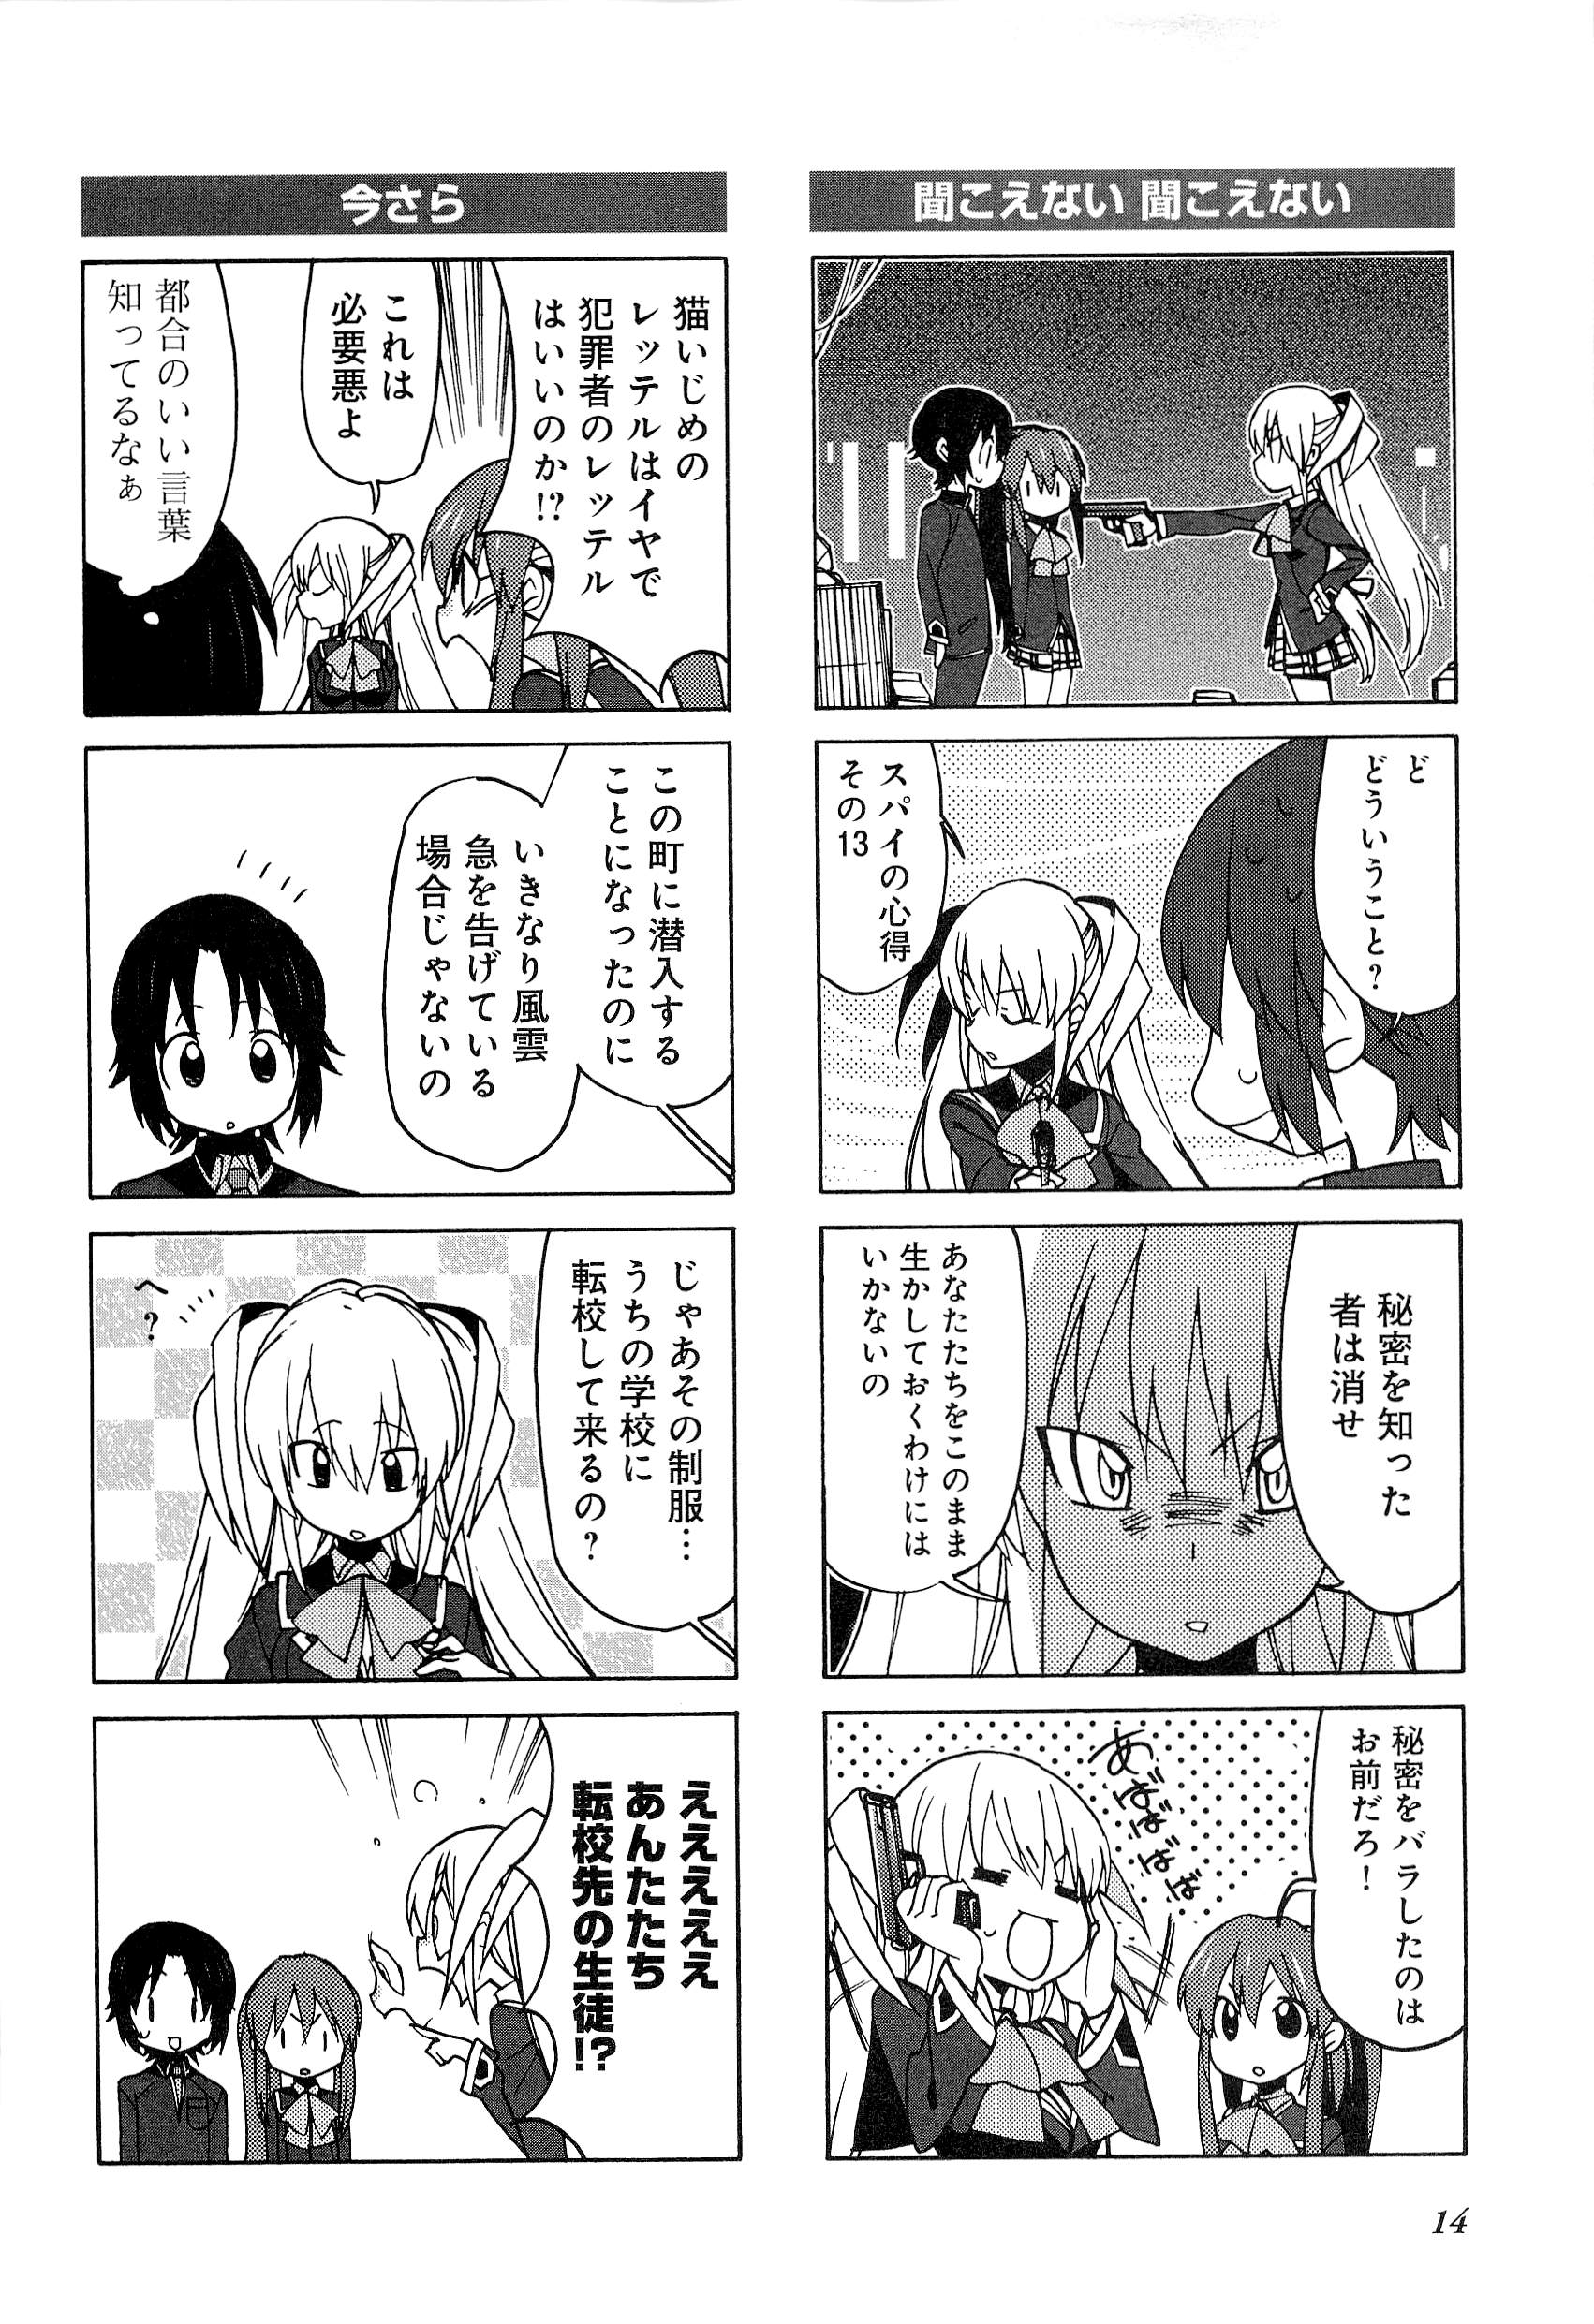 聞こえない 聞こえない
ど
どういうこと?
スパイの心得
その13
秘密を知った
者は消せ
あなたたちをこのまま
生かしておくわけには
いかないの
秘密をバラしたのは
お前だろ!
あばばばばば
今さら
猫いじめの
レッテルはイヤで
犯罪者のレッテル
はいいのか!?
これは
必要悪よ
都合のいい言葉
知ってるなぁ
この町に潜入する
ことになったのに
いきなり風雲
急を告げている
場合じゃないの
じゃあその制服…
うちの学校に
転校して来るの?
へ?
えええええ
あんたたち
転校先の生徒!?
14